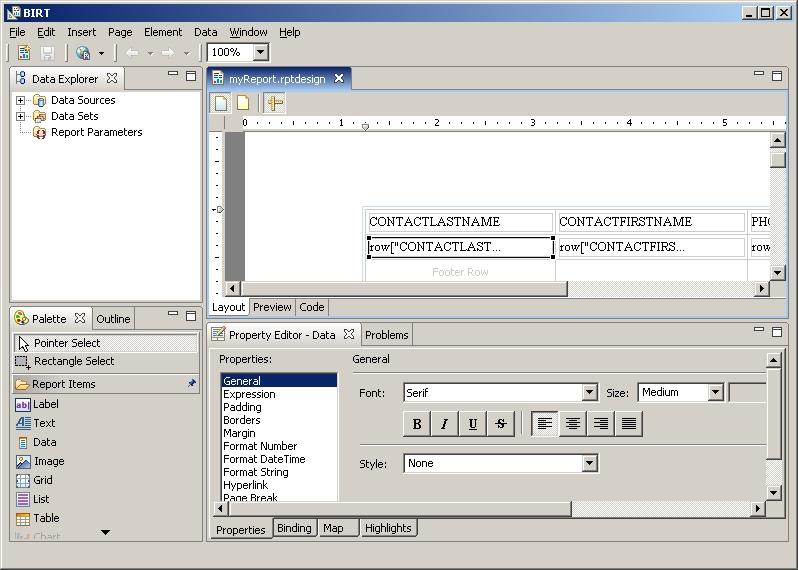 BIRT
File Edit Insert Page Element Data Window Help
100%
Data Explorer
Data Sources
Data Sets
Report Parameters
myReport.rptdesign
0 1 2 3 4 5
CONTACTLASTNAME CONTACTFIRSTNAME PHO
row["CONTACTLAST... row["CONTACTFIRS... row
Footer Row
Layout Preview Code
Palette Outline
Pointer Select
Rectangle Select
Report Items
Label
Text
Data
Image
Grid
List
Table
Chart
Property Editor - Data Problems
Properties:
General
Expression
Padding
Borders
Margin
Format Number
Format DateTime
Format String
Hyperlink
Page Break
General
Font: Serif Size: Medium
B I U S
Style: None
Properties Binding Map Highlights